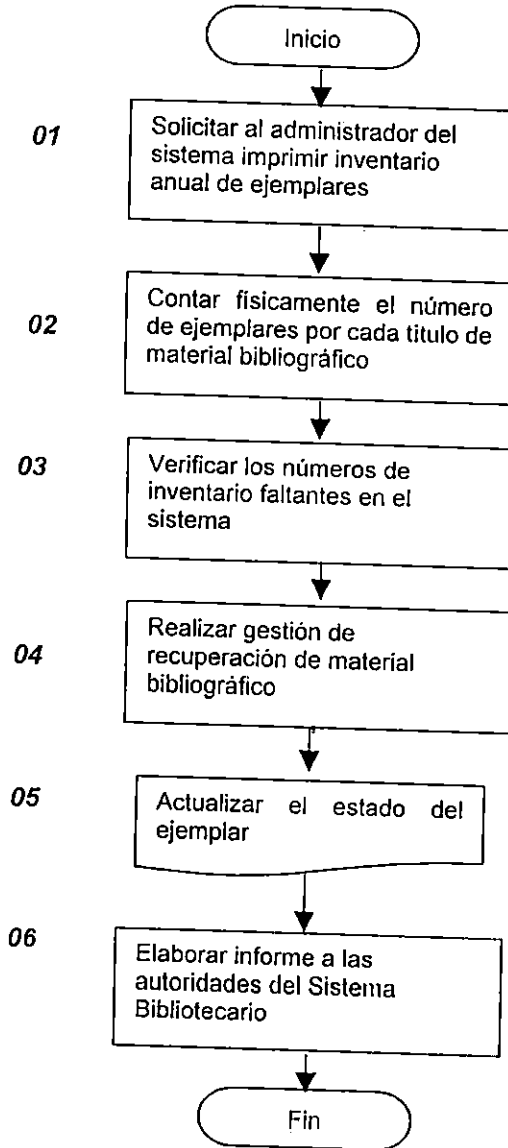 Inicio
01
Solicitar al administrador del
sistema imprimir inventario
anual de ejemplares
02
Contar físicamente el número
de ejemplares por cada titulo de
material bibliográfico
03
Verificar los números de
inventario faltantes en el
sistema
04
Realizar gestión de
recuperación de material
bibliográfico
05
Actualizar el estado del
ejemplar
06
Elaborar informe a las
autoridades del Sistema
Bibliotecario
Fin